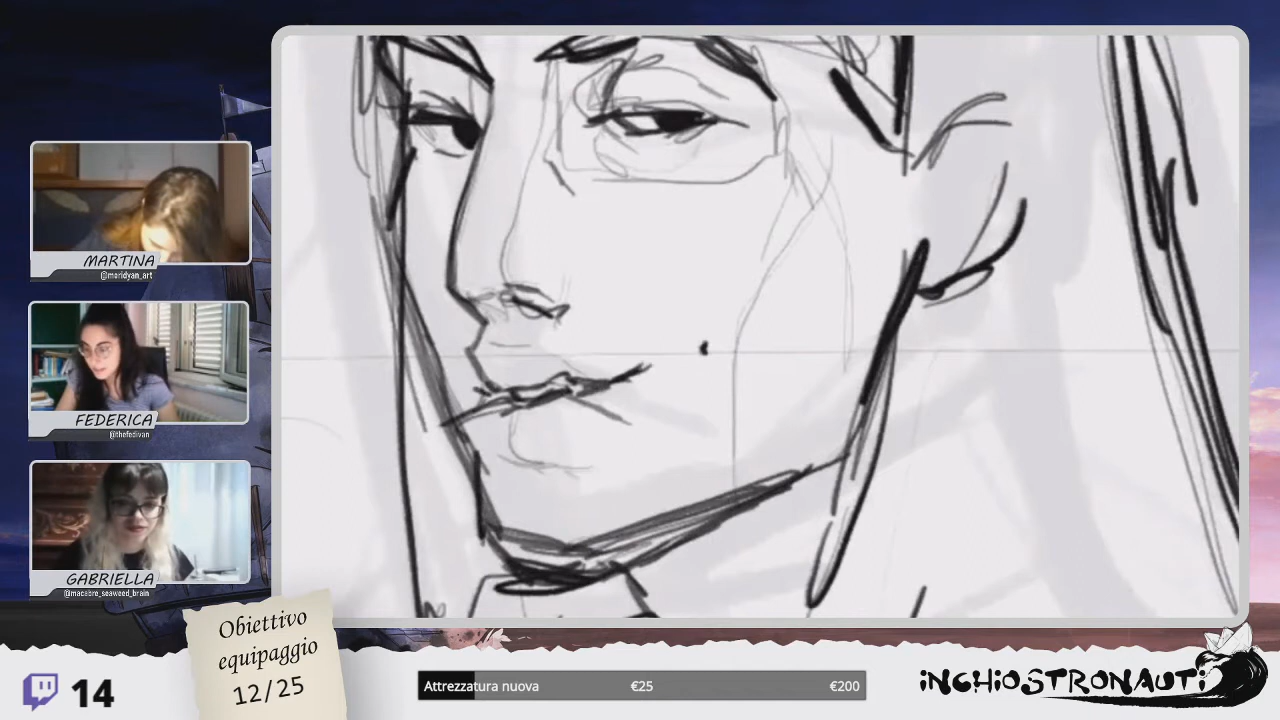 MARTINA
@maridyan_art
FEDERICA
@thefedivan
GABRIELLA
@macabre_seaweed_brain
Obiettivo
equipaggio
12/25
14
Attrezzatura nuova €25 €200
INCHIOSTRONAUTI